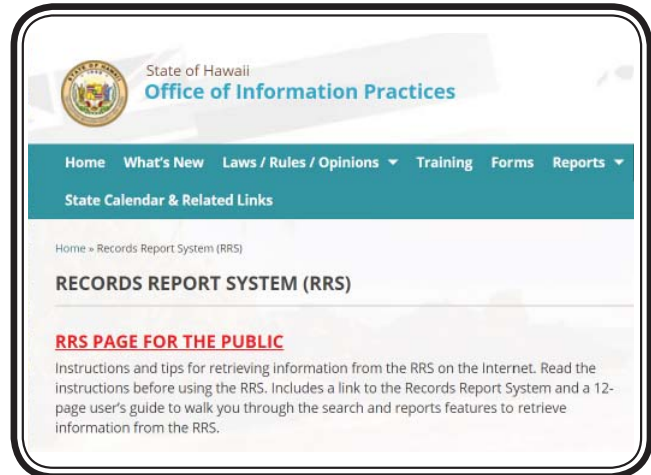 State of Hawaii
Office of Information Practices
Home What's New Laws / Rules / Opinions Training Forms Reports
State Calendar & Related Links
Home » Records Report System (RRS)
RECORDS REPORT SYSTEM (RRS)
RRS PAGE FOR THE PUBLIC
Instructions and tips for retrieving information from the RRS on the Internet. Read the
instructions before using the RRS. Includes a link to the Records Report System and a 12-
page user's guide to walk you through the search and reports features to retrieve
information from the RRS.